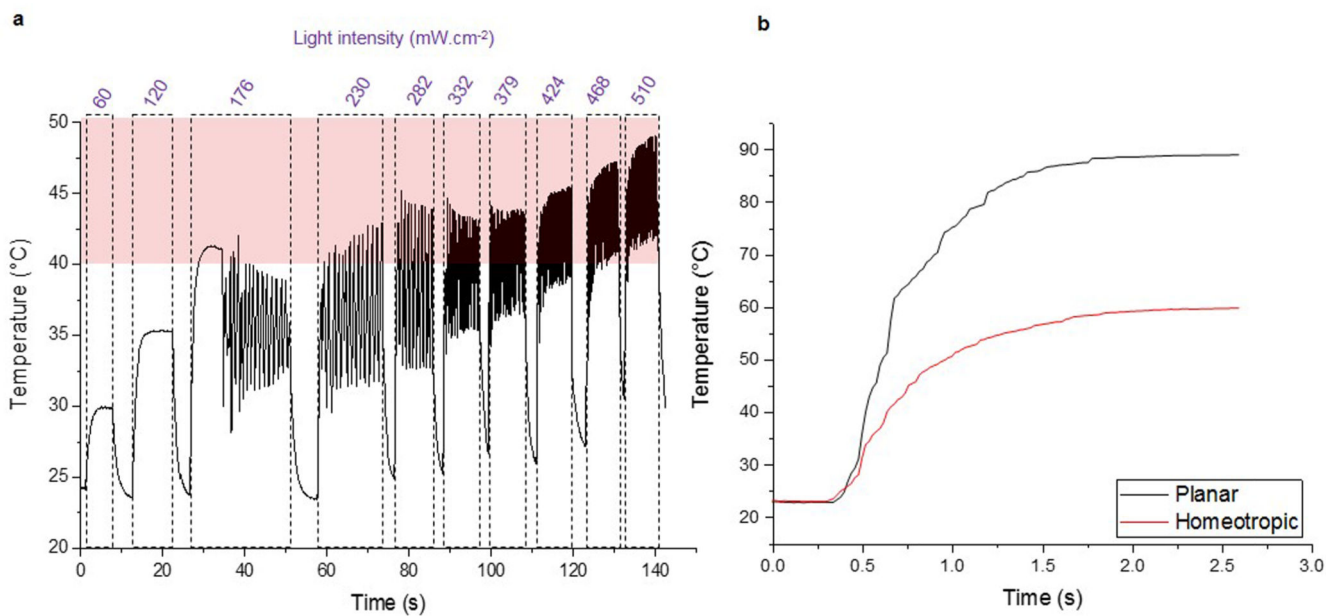 a
Light intensity (mW.cm-2)
60 120 176 230 282 332 379 424 468 510
50
45
40
35
30
25
20
Temperature (°C)
0 20 40 60 80 100 120 140
Time (s)
b
90
80
70
60
50
40
30
20
Temperature (°C)
Planar
Homeotropic
0.0 0.5 1.0 1.5 2.0 2.5 3.0
Time (s)